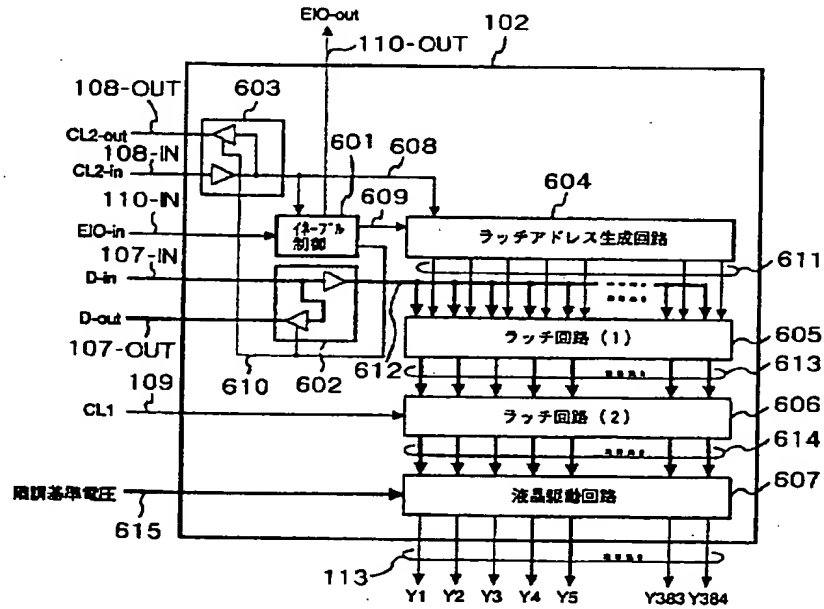 EIO-out
110-OUT
102
108-OUT
603
CL2-out
108-IN
601
608
CL2-in
110-IN
609
604
EIO-in
イネーブル
制御
ラッチアドレス生成回路
107-IN
611
D-in
D-out
ラッチ回路 (1)
605
107-OUT
610
602
612
613
109
CL1
ラッチ回路 (2)
606
614
階調基準電圧
液晶駆動回路
607
615
113
Y1 Y2 Y3 Y4 Y5 Y383 Y384